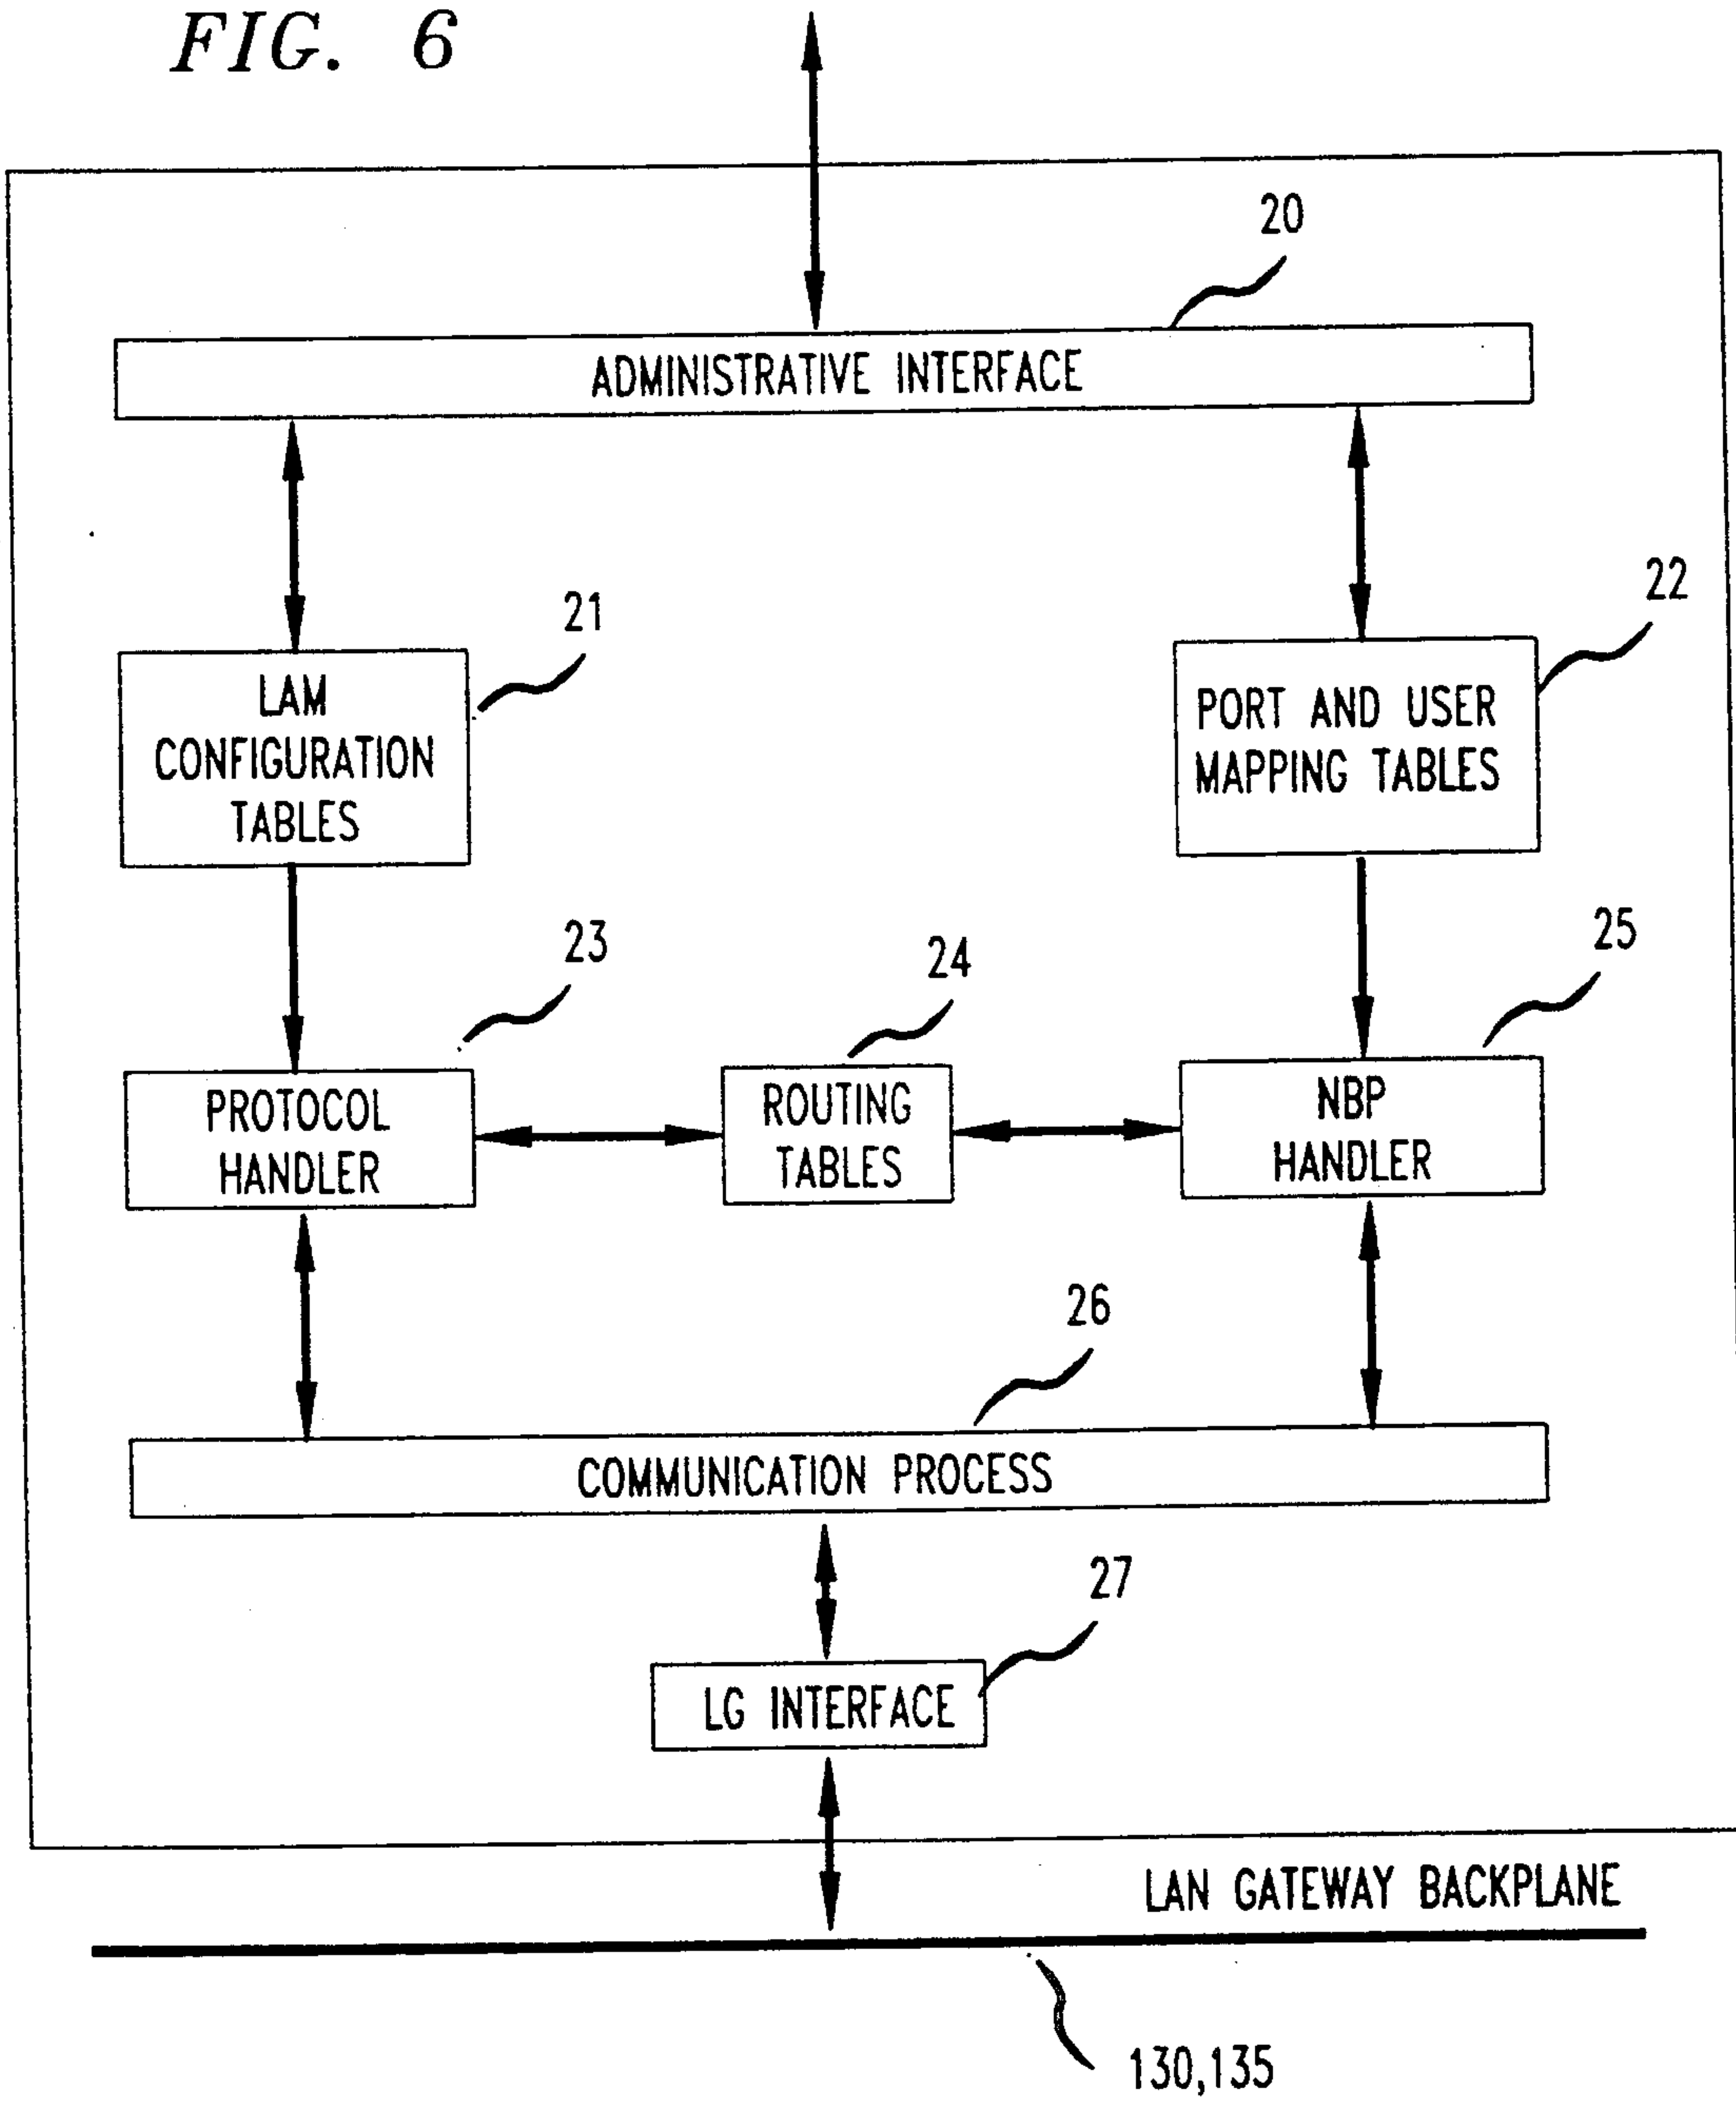 FIG. 6
20
ADMINISTRATIVE INTERFACE
21
22
LAM
CONFIGURATION
TABLES
PORT AND USER
MAPPING TABLES
23
24
25
PROTOCOL
HANDLER
ROUTING
TABLES
NBP
HANDLER
26
COMMUNICATION PROCESS
27
LG INTERFACE
LAN GATEWAY BACKPLANE
130,135